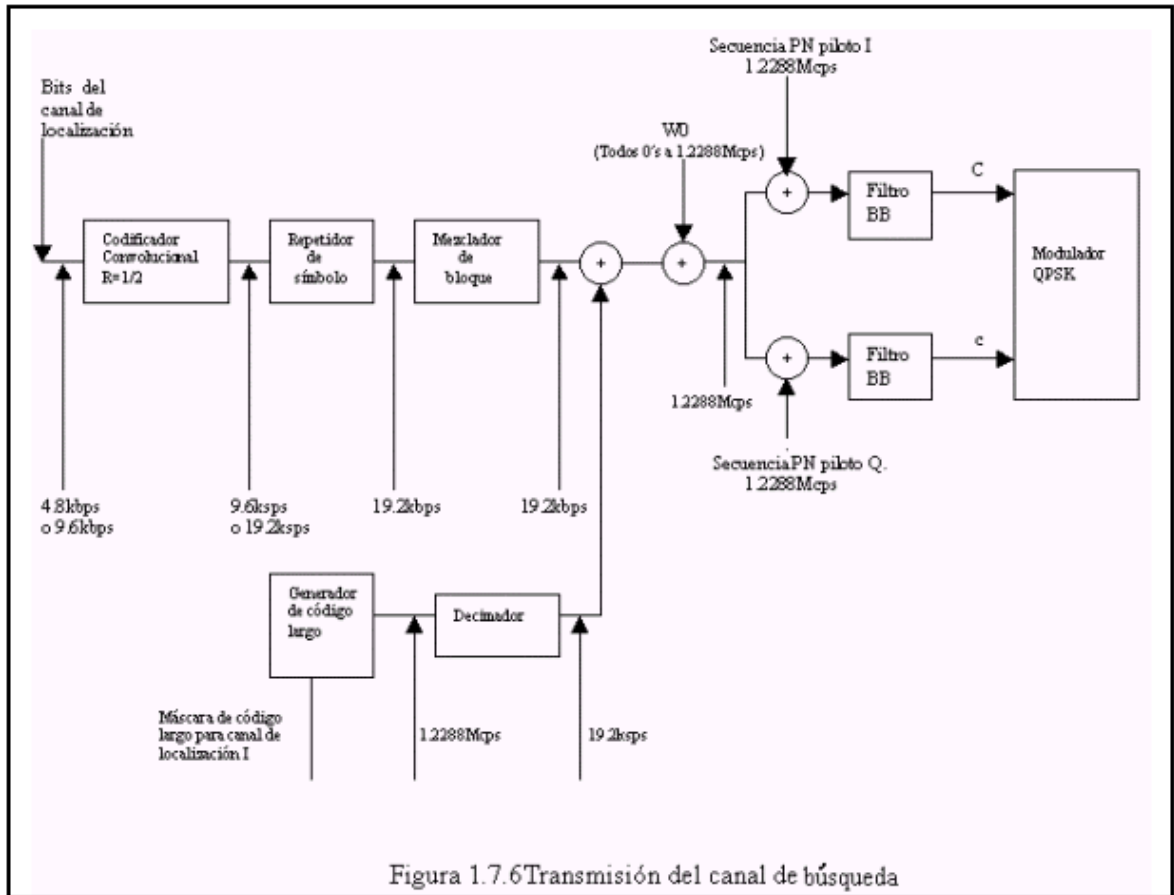 Secuencia PN piloto I
1.2288Mcps
Bits del
canal de
localización
W0
(Todos 0's a 1.2288Mcps)
C
Filtro
BB
Modulador
QPSK
Codificador
Convolucional
R=1/2
Repetidor
de
símbolo
Mezclador
de
bloque
+
+
+
+
c
Filtro
BB
1.2288Mcps
Secuencia PN piloto Q.
1.2288Mcps
4.8kbps
o 9.6kbps
9.6ksps
o 19.2ksps
19.2kbps
19.2kbps
Generador
de código
largo
Decimador
Máscara de código
largo para canal de
localización I
1.2288Mcps
19.2ksps
Figura 1.7.6Transmisión del canal de búsqueda